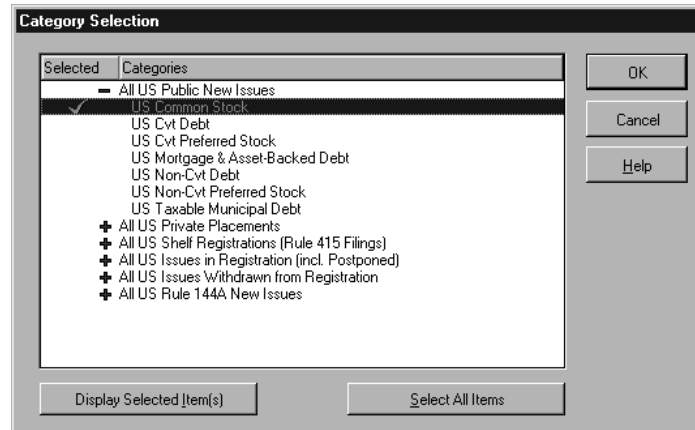 Category Selection
Selected Categories
All US Public New Issues
US Common Stock
US Cvt Debt
US Cvt Preferred Stock
US Mortgage & Asset-Backed Debt
US Non-Cvt Debt
US Non-Cvt Preferred Stock
US Taxable Municipal Debt
All US Private Placements
All US Shelf Registrations (Rule 415 Filings)
All US Issues in Registration (incl. Postponed)
All US Issues Withdrawn from Registration
All US Rule 144A New Issues
OK
Cancel
Help
Display Selected Item(s)
Select All Items